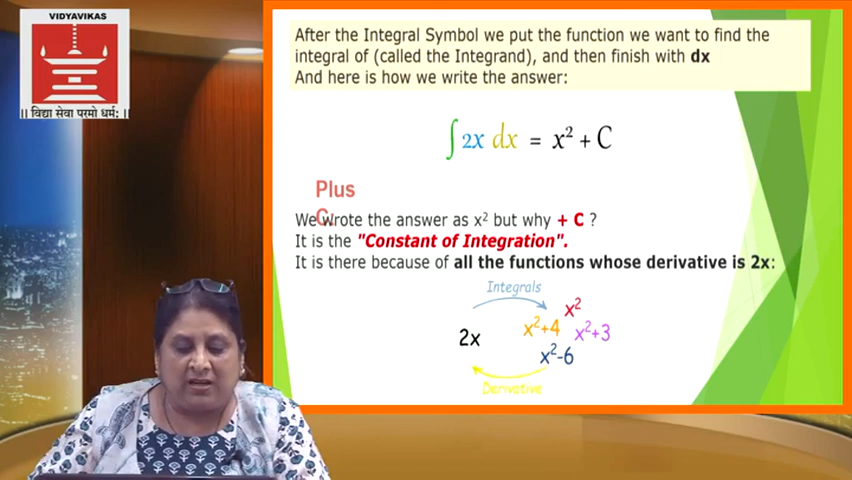 VIDYAVIKAS
।। विद्या सेवा परमो धर्म: ।।
After the Integral Symbol we put the function we want to find the
integral of (called the Integrand), and then finish with dx
And here is how we write the answer:
∫ 2x dx = x² + C
Plus
C
We wrote the answer as x² but why + C ?
It is the "Constant of Integration".
It is there because of all the functions whose derivative is 2x:
Integrals
x²
x²+4 x²+3
2x
x²-6
Derivative